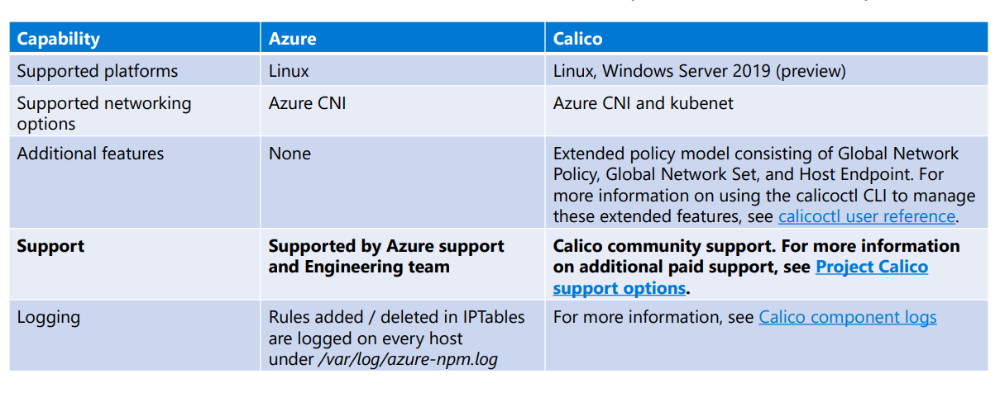 Capability Azure Calico
Supported platforms Linux Linux, Windows Server 2019 (preview)
Supported networking
options
Azure CNI Azure CNI and kubenet
Additional features None Extended policy model consisting of Global Network
Policy, Global Network Set, and Host Endpoint. For
more information on using the calicoctl CLI to manage
these extended features, see calicoctl user reference.
Support Supported by Azure support
and Engineering team
Calico community support. For more information
on additional paid support, see Project Calico
support options.
Logging Rules added / deleted in IPTables
are logged on every host
under /var/log/azure-npm.log
For more information, see Calico component logs